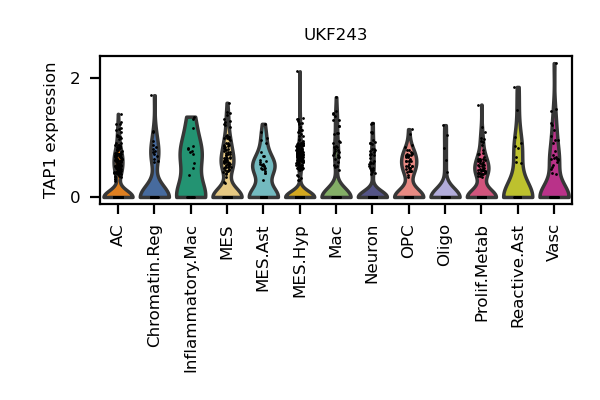 UKF243
TAP1 expression
2
0
AC
Chromatin.Reg
Inflammatory.Mac
MES
MES.Ast
MES.Hyp
Mac
Neuron
OPC
Oligo
Prolif.Metab
Reactive.Ast
Vasc